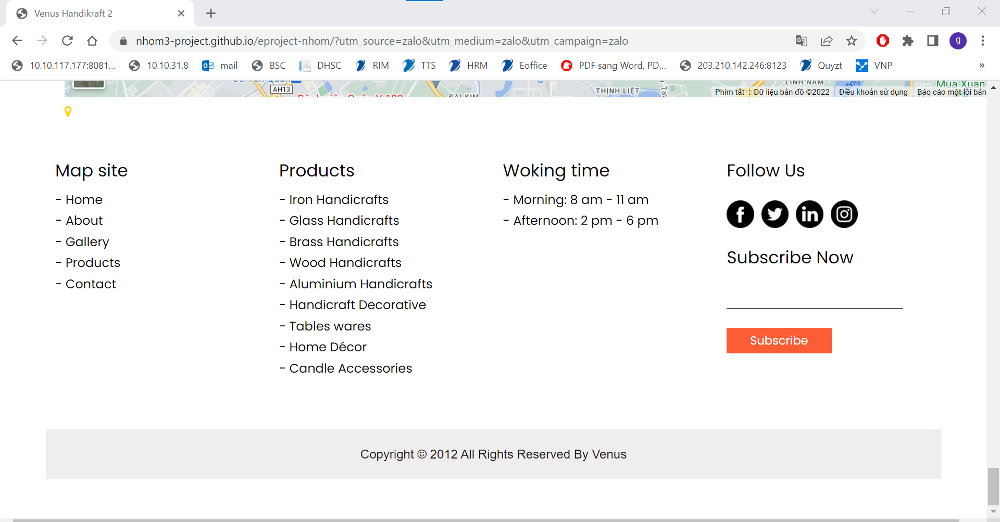 Venus Handikraft 2
nhom3-project.github.io/eproject-nhom/?utm_source=zalo&utm_medium=zalo&utm_campaign=zalo
g
10.10.117.177:8081... 10.10.31.8 mail BSC DHSC RIM TTS HRM Eoffice PDF sang Word, PD... 203.210.142.246:8123 Quyzt VNP »
AH13
THỊNH LIỆT
LĨNH NAM
Mùa Xuân
ĐẠI KIM
Phím tắt Dữ liệu bản đồ ©2022 Điều khoản sử dụng Báo cáo một lỗi bản
Map site
- Home
- About
- Gallery
- Products
- Contact
Products
- Iron Handicrafts
- Glass Handicrafts
- Brass Handicrafts
- Wood Handicrafts
- Aluminium Handicrafts
- Handicraft Decorative
- Tables wares
- Home Décor
- Candle Accessories
Woking time
- Morning: 8 am - 11 am
- Afternoon: 2 pm - 6 pm
Follow Us
Subscribe Now
Subscribe
Copyright © 2012 All Rights Reserved By Venus